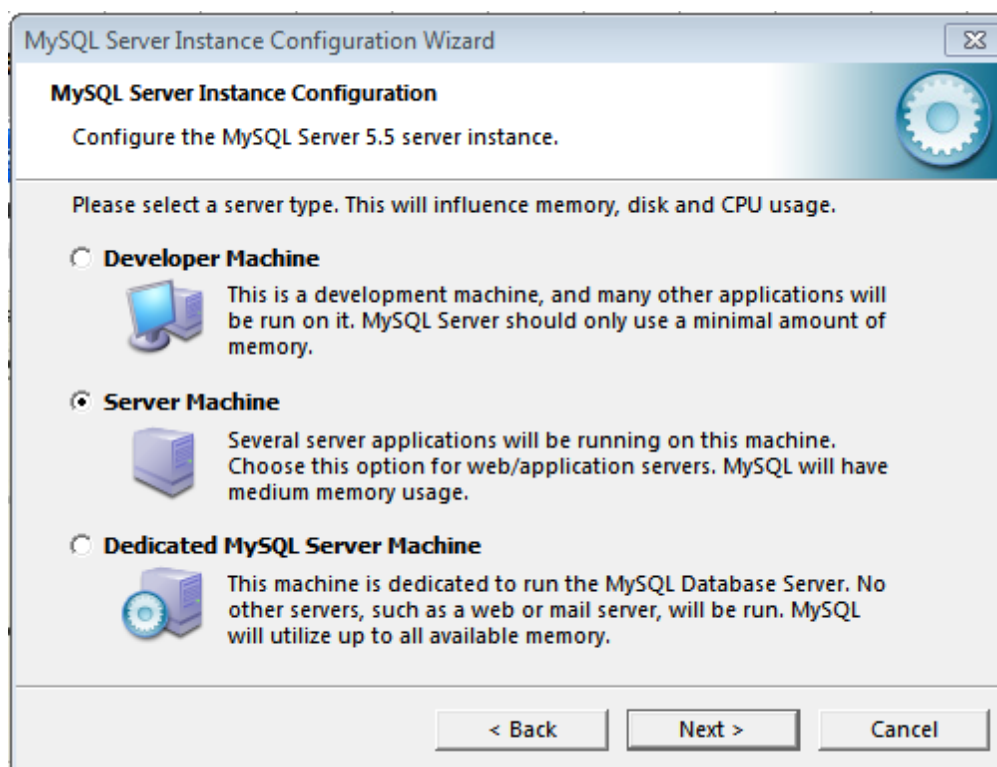 MySQL Server Instance Configuration Wizard
MySQL Server Instance Configuration
Configure the MySQL Server 5.5 server instance.
Please select a server type. This will influence memory, disk and CPU usage.
Developer Machine
This is a development machine, and many other applications will
be run on it. MySQL Server should only use a minimal amount of
memory.
Server Machine
Several server applications will be running on this machine.
Choose this option for web/application servers. MySQL will have
medium memory usage.
Dedicated MySQL Server Machine
This machine is dedicated to run the MySQL Database Server. No
other servers, such as a web or mail server, will be run. MySQL
will utilize up to all available memory.
< Back Next > Cancel